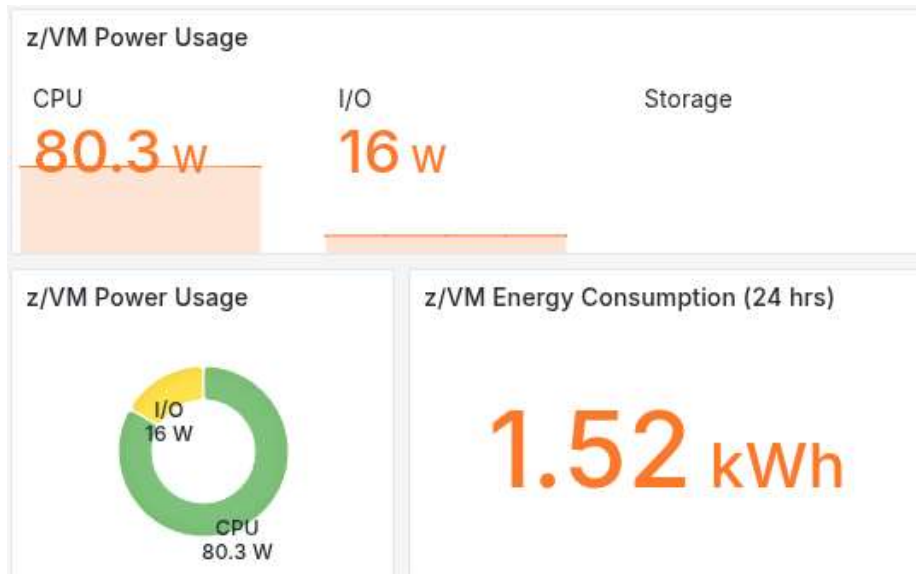 z/VM Power Usage
CPU
I/O
Storage
80.3 W
16 W
z/VM Power Usage
I/O
16 W
CPU
80.3 W
z/VM Energy Consumption (24 hrs)
1.52 kWh